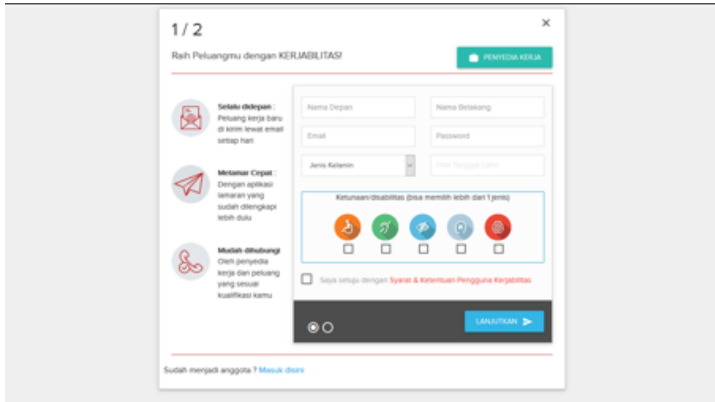 1 / 2
×
Raih Peluangmu dengan KERJABILITAS!
PENYEDIA KERJA
Selalu didepan :
Peluang kerja baru
di kirim lewat email
setiap hari
Melamar Cepat :
Dengan aplikasi
lamaran yang
sudah dilengkapi
lebih dulu
Mudah dihubungi
Oleh penyedia
kerja dan peluang
yang sesuai
kualifikasi kamu
Nama Depan
Nama Belakang
Email
Password
Jenis Kelamin
Pilih Tanggal Lahir
Ketunaan/disabilitas (bisa memilih lebih dari 1 jenis)
Saya setuju dengan Syarat & Ketentuan Pengguna Kerjabilitas
LANJUTKAN
Sudah menjadi anggota ? Masuk disini